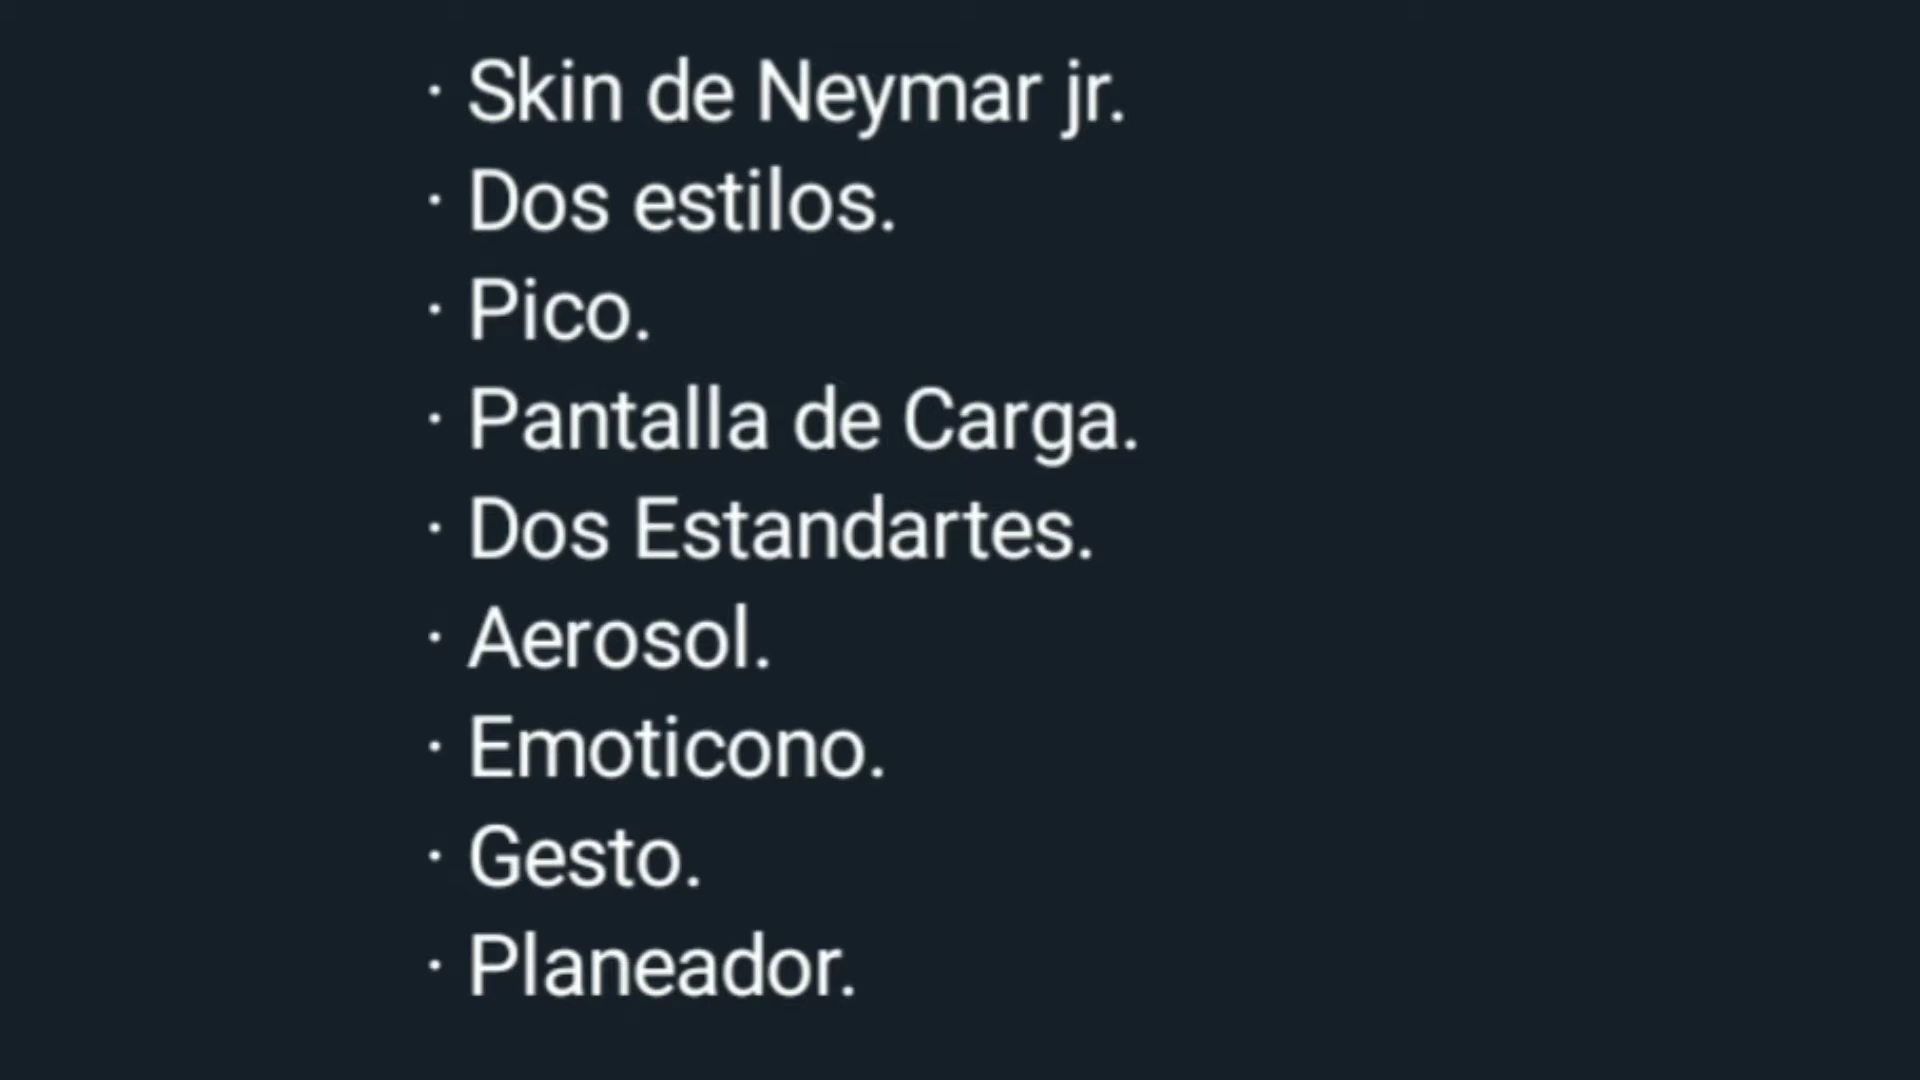 · Skin de Neymar jr.
· Dos estilos.
· Pico.
· Pantalla de Carga.
· Dos Estandartes.
· Aerosol.
· Emoticono.
· Gesto.
· Planeador.